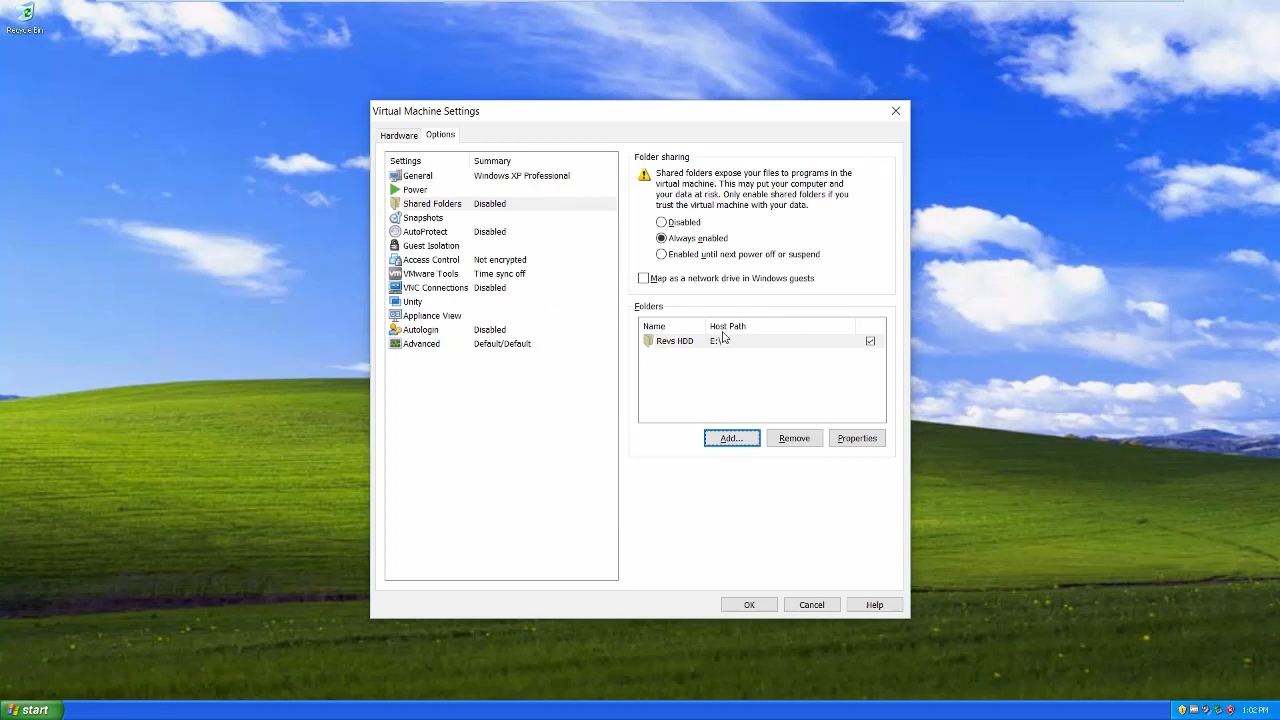 Recycle Bin
Virtual Machine Settings
Hardware
Options
Settings
Summary
General
Windows XP Professional
Power
Shared Folders
Disabled
Snapshots
AutoProtect
Disabled
Guest Isolation
Access Control
Not encrypted
VMware Tools
Time sync off
VNC Connections
Disabled
Unity
Appliance View
Autologin
Disabled
Advanced
Default/Default
Folder sharing
Shared folders expose your files to programs in the
virtual machine. This may put your computer and
your data at risk. Only enable shared folders if you
trust the virtual machine with your data.
Disabled
Always enabled
Enabled until next power off or suspend
Map as a network drive in Windows guests
Folders
Name
Host Path
Revs HDD
E:\
Add...
Remove
Properties
OK
Cancel
Help
start
1:02 PM